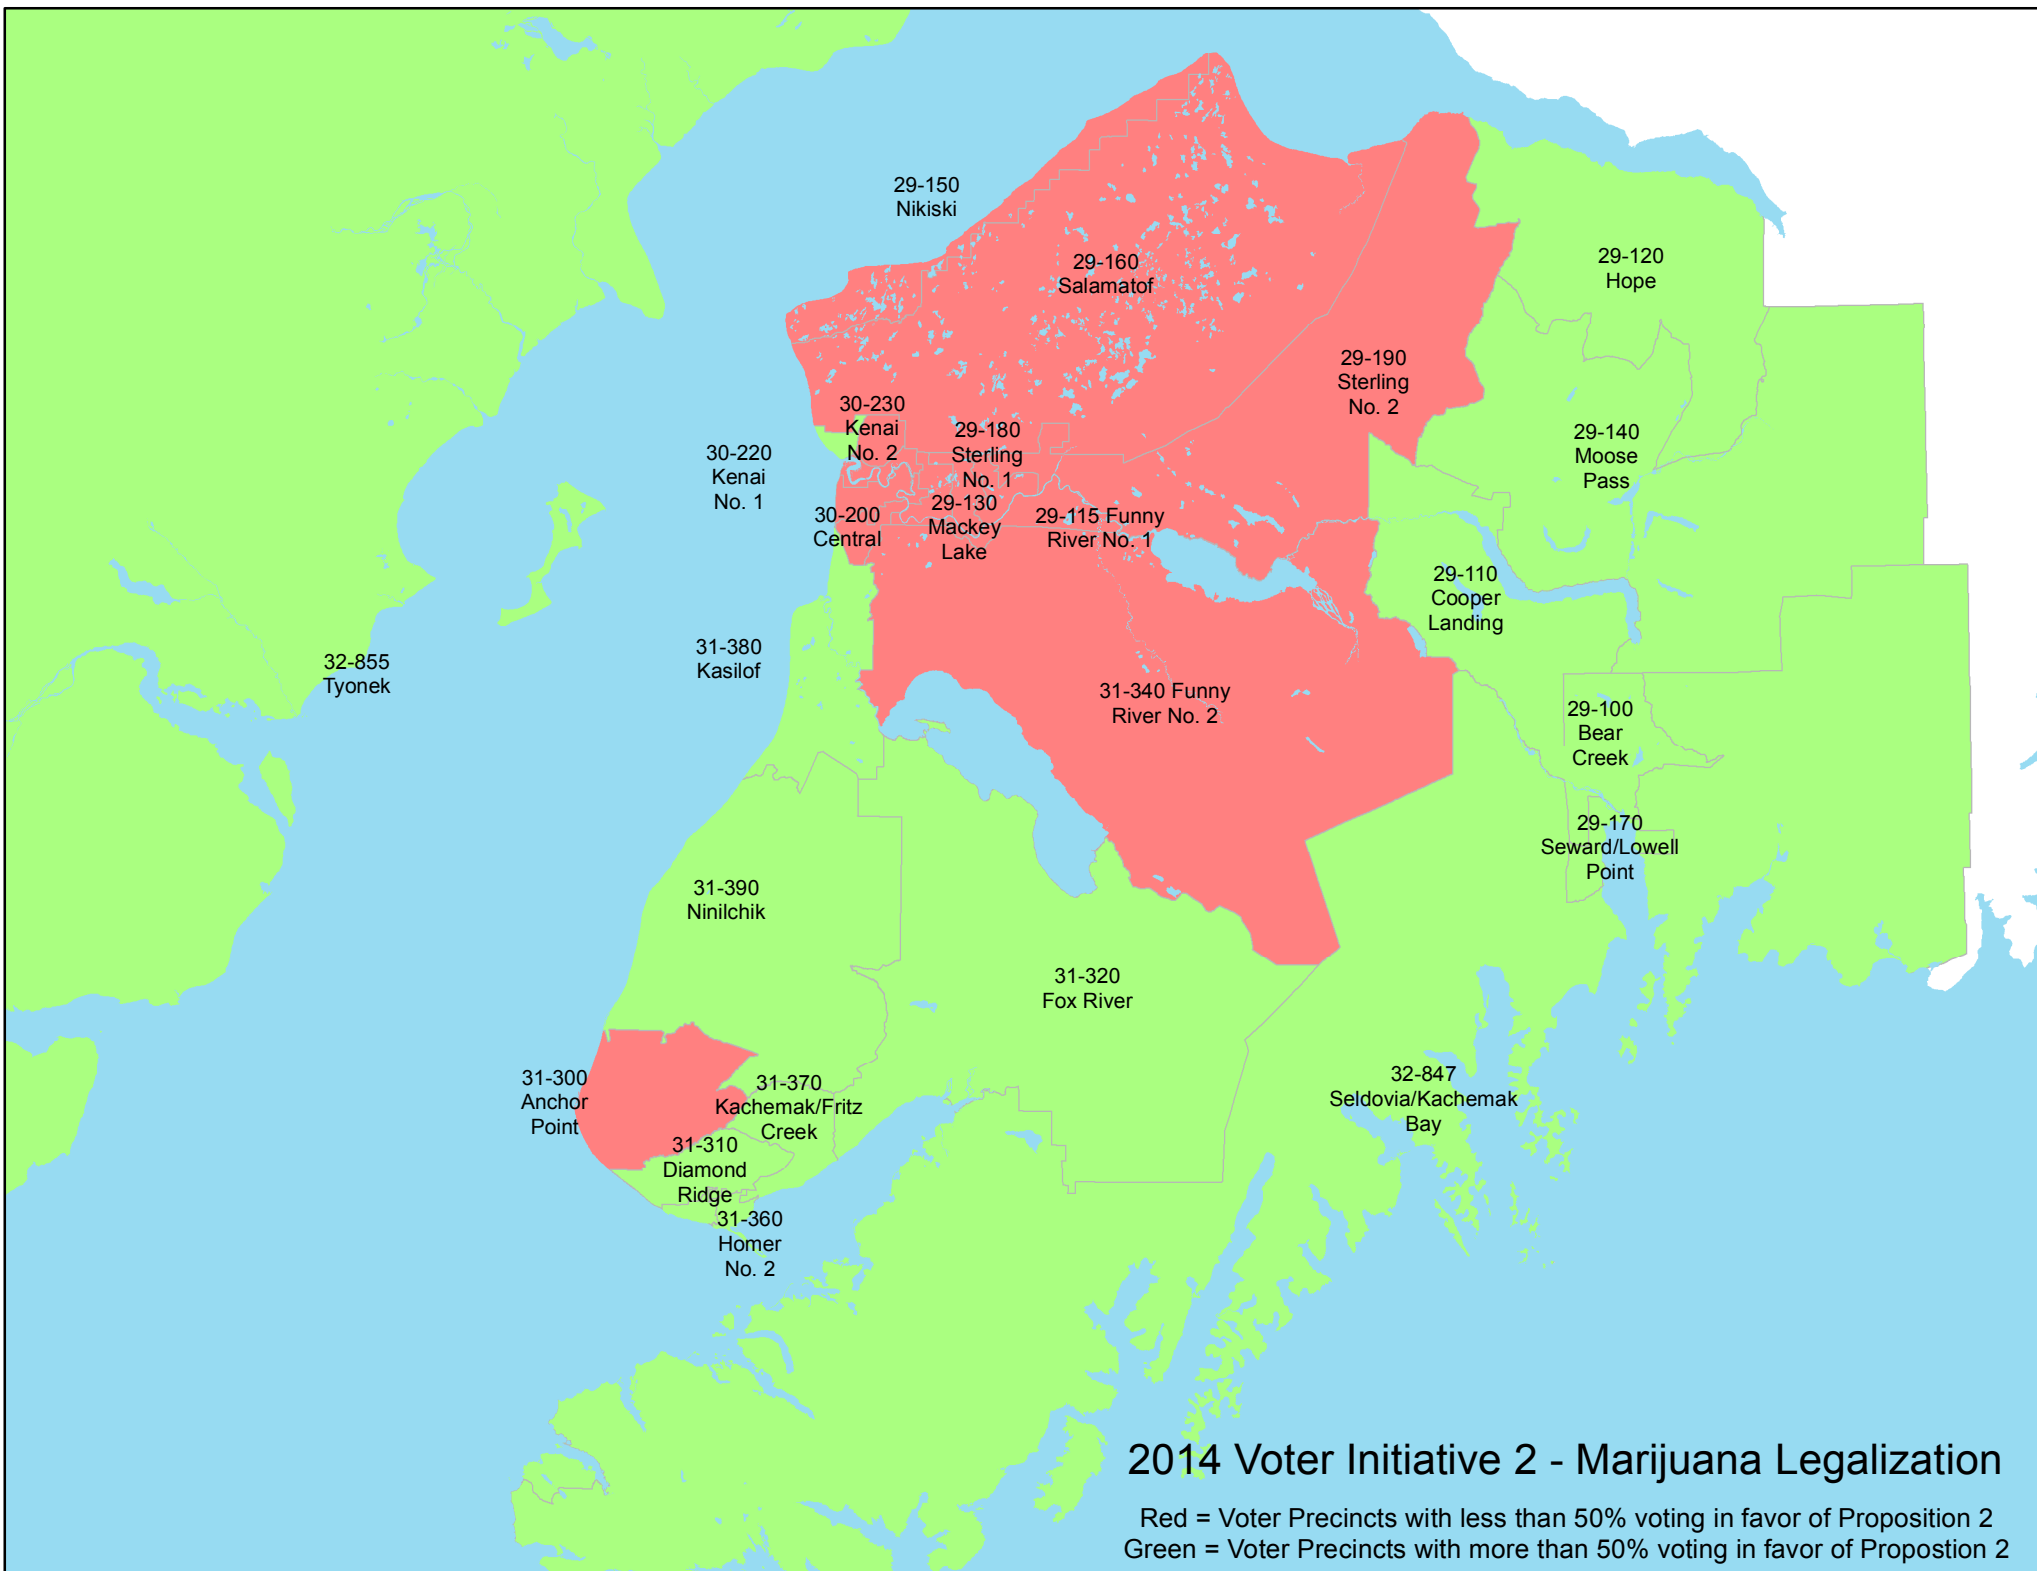 29-150
Nikiski
29-160
Salamatof
29-120
Hope
29-190
Sterling
No. 2
30-230
Kenai
No. 2
29-180
Sterling
No. 1
29-140
Moose
Pass
30-220
Kenai
No. 1
30-200
Central
29-130
Mackey
Lake
29-115 Funny
River No. 1
29-110
Cooper
Landing
31-380
Kasilof
32-855
Tyonek
31-340 Funny
River No. 2
29-100
Bear
Creek
29-170
Seward/Lowell
Point
31-390
Ninilchik
31-320
Fox River
31-300
Anchor
Point
31-370
Kachemak/Fritz
Creek
32-847
Seldovia/Kachemak
Bay
31-310
Diamond
Ridge
31-360
Homer
No. 2
2014 Voter Initiative 2 - Marijuana Legalization
Red = Voter Precincts with less than 50% voting in favor of Proposition 2
Green = Voter Precincts with more than 50% voting in favor of Propostion 2